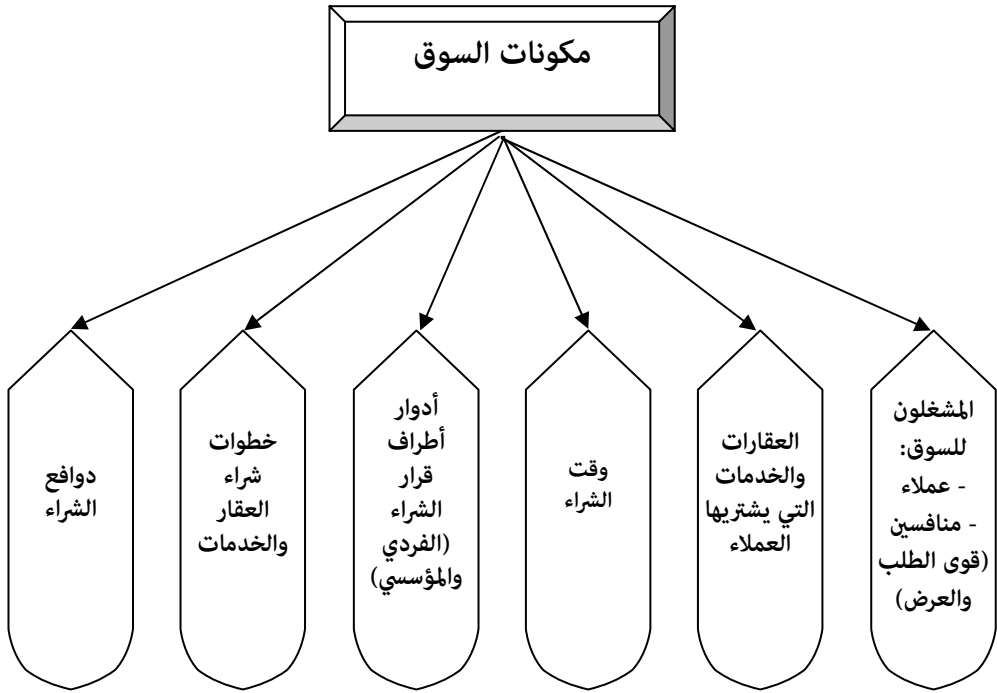 مكونات السوق
المشغلون
للسوق:
- عملاء
- منافسين
(قوى الطلب
والعرض)
العقارات
والخدمات
التي يشتريها
العملاء
وقت
الشراء
أدوار
أطراف
قرار
الشراء
(الفردي
والمؤسسي)
خطوات
شراء
العقار
والخدمات
دوافع
الشراء